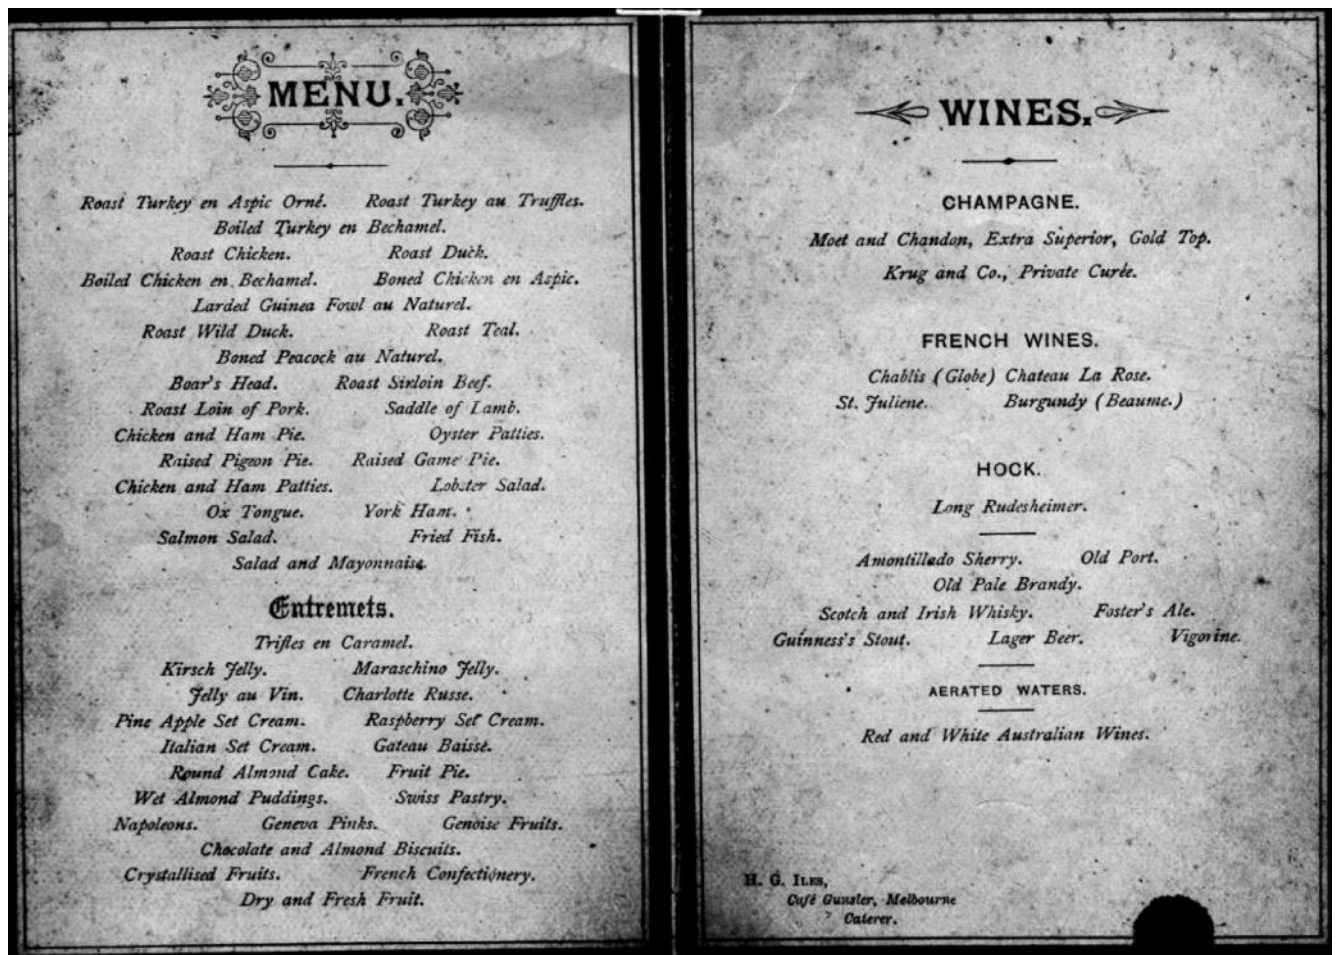 MENU.
Roast Turkey en Aspic Orné. Roast Turkey au Truffles.
Boiled Turkey en Bechamel.
Roast Chicken. Roast Duck.
Boiled Chicken en Bechamel. Boned Chicken en Aspic.
Larded Guinea Fowl au Naturel.
Roast Wild Duck. Roast Teal.
Boned Peacock au Naturel.
Boar's Head. Roast Sirloin Beef.
Roast Loin of Pork. Saddle of Lamb.
Chicken and Ham Pie. Oyster Patties.
Raised Pigeon Pie. Raised Game Pie.
Chicken and Ham Patties. Lobster Salad.
Ox Tongue. York Ham.
Salmon Salad. Fried Fish.
Salad and Mayonnaise.
Entremets.
Trifles en Caramel.
Kirsch Jelly. Maraschino Jelly.
Jelly au Vin. Charlotte Russe.
Pine Apple Set Cream. Raspberry Set Cream.
Italian Set Cream. Gateau Baissé.
Round Almond Cake. Fruit Pie.
Wet Almond Puddings. Swiss Pastry.
Napoleons. Geneva Pinks. Genoise Fruits.
Chocolate and Almond Biscuits.
Crystallised Fruits. French Confectionery.
Dry and Fresh Fruit.
WINES.
CHAMPAGNE.
Moet and Chandon, Extra Superior, Gold Top.
Krug and Co., Private Curée.
FRENCH WINES.
Chablis (Globe) Chateau La Rose.
St. Juliene. Burgundy (Beaume.)
HOCK.
Long Rudesheimer.
Amontillado Sherry. Old Port.
Old Pale Brandy.
Scotch and Irish Whisky. Foster's Ale.
Guinness's Stout. Lager Beer. Vigorine.
AERATED WATERS.
Red and White Australian Wines.
H. G. ILES,
Café Gunsler, Melbourne
Caterer.